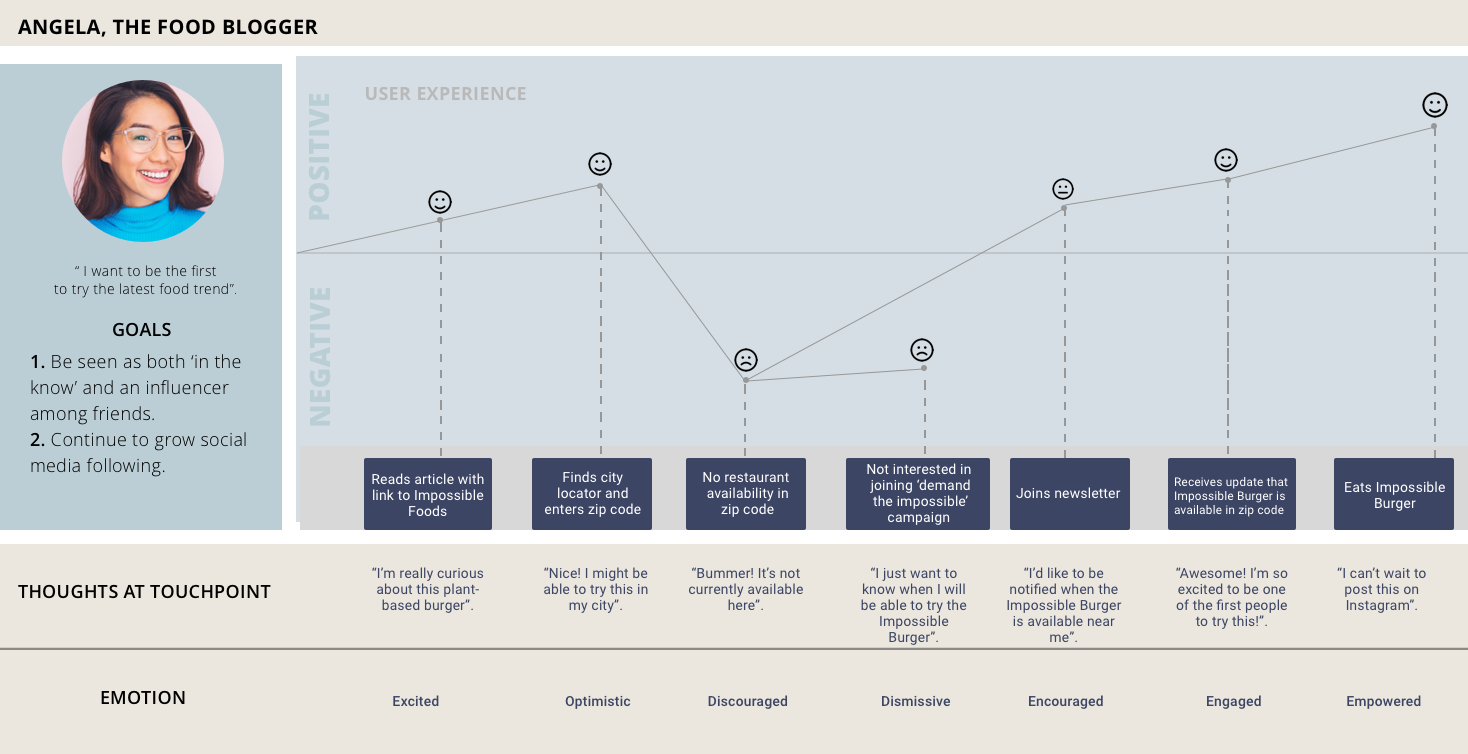 ANGELA, THE FOOD BLOGGER
“ I want to be the first
to try the latest food trend”.
GOALS
1. Be seen as both ‘in the
know’ and an influencer
among friends.
2. Continue to grow social
media following.
USER EXPERIENCE
POSITIVE
NEGATIVE
Reads article with
link to Impossible
Foods
Finds city
locator and
enters zip code
No restaurant
availability in
zip code
Not interested in
joining ‘demand
the impossible’
campaign
Joins newsletter
Receives update that
Impossible Burger is
available in zip code
Eats Impossible
Burger
THOUGHTS AT TOUCHPOINT
“I’m really curious
about this plant-
based burger”.
“Nice! I might be
able to try this in
my city”.
“Bummer! It’s not
currently available
here”.
“I just want to
know when I will
be able to try the
Impossible
Burger”.
“I’d like to be
notified when the
Impossible Burger
is available near
me”.
“Awesome! I’m so
excited to be one
of the first people
to try this!”.
“I can’t wait to
post this on
Instagram”.
EMOTION
Excited
Optimistic
Discouraged
Dismissive
Encouraged
Engaged
Empowered